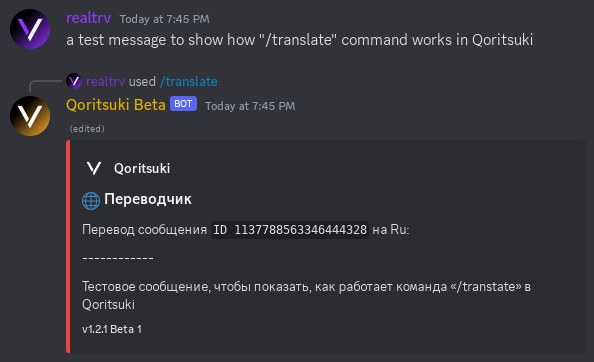 realtrv Today at 7:45 PM
a test message to show how "/translate" command works in Qoritsuki
realtrv used /translate
Qoritsuki Beta BOT Today at 7:45 PM
(edited)
Qoritsuki
Переводчик
Перевод сообщения ID 1137788563346444328 на Ru:
------------
Тестовое сообщение, чтобы показать, как работает команда «/transtate» в
Qoritsuki
v1.2.1 Beta 1